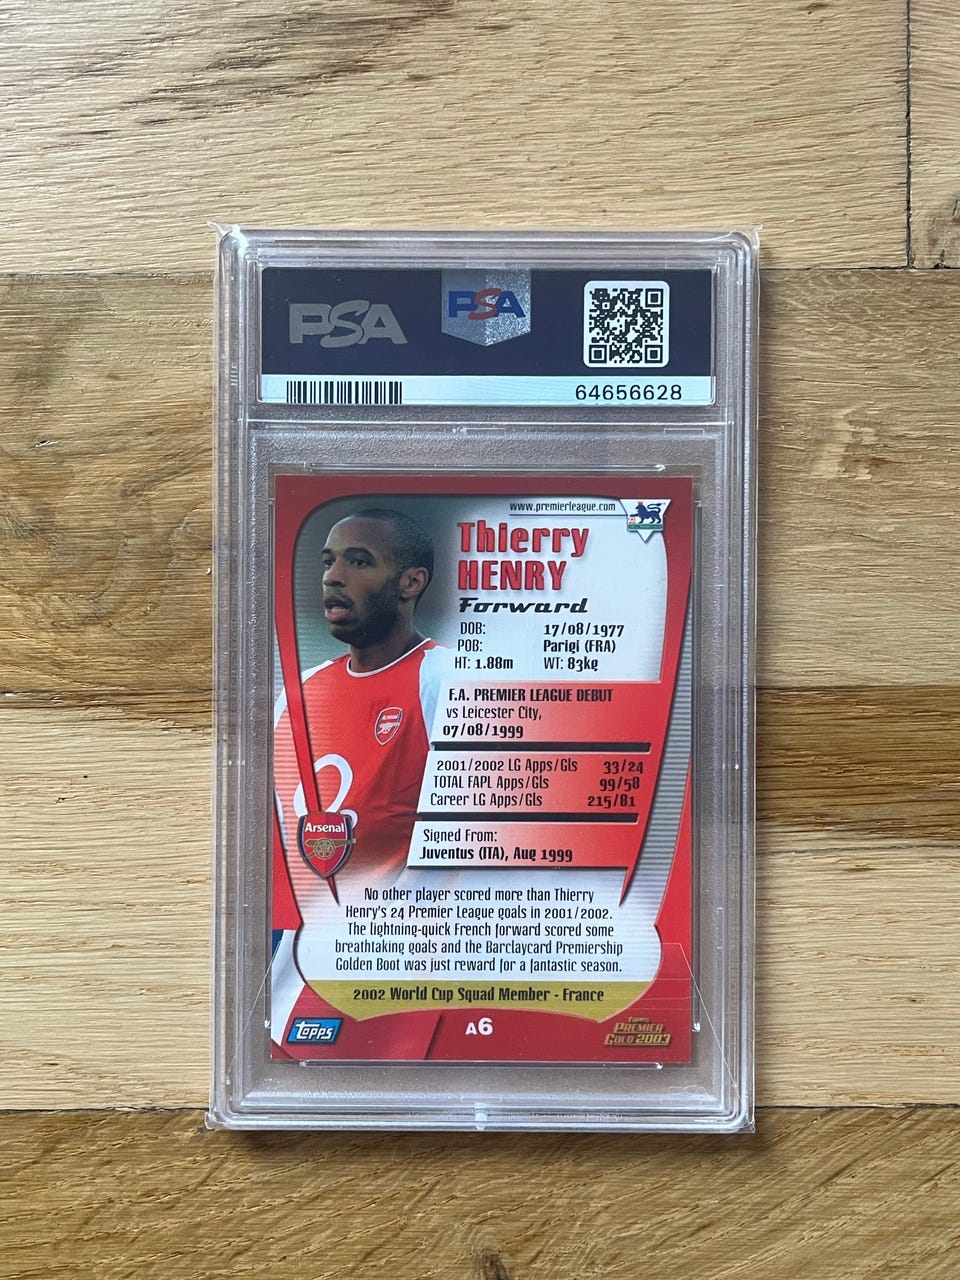 PSA
PSA
64656628
www.premierleague.com
Thierry
HENRY
Forward
DOB: 17/08/1977
POB: Parigi (FRA)
HT: 1.88m WT: 83kg
F.A. PREMIER LEAGUE DEBUT
vs Leicester City,
07/08/1999
2001/2002 LG Apps/Gls 33/24
TOTAL FAPL Apps/Gls 99/58
Career LG Apps/Gls 215/81
Arsenal
Arsenal
Signed From:
Juventus (ITA), Aug 1999
No other player scored more than Thierry
Henry's 24 Premier League goals in 2001/2002.
The lightning-quick French forward scored some
breathtaking goals and the Barclaycard Premiership
Golden Boot was just reward for a fantastic season.
2002 World Cup Squad Member - France
Topps
A6
TOPPS
PREMIER
GOLD 2003